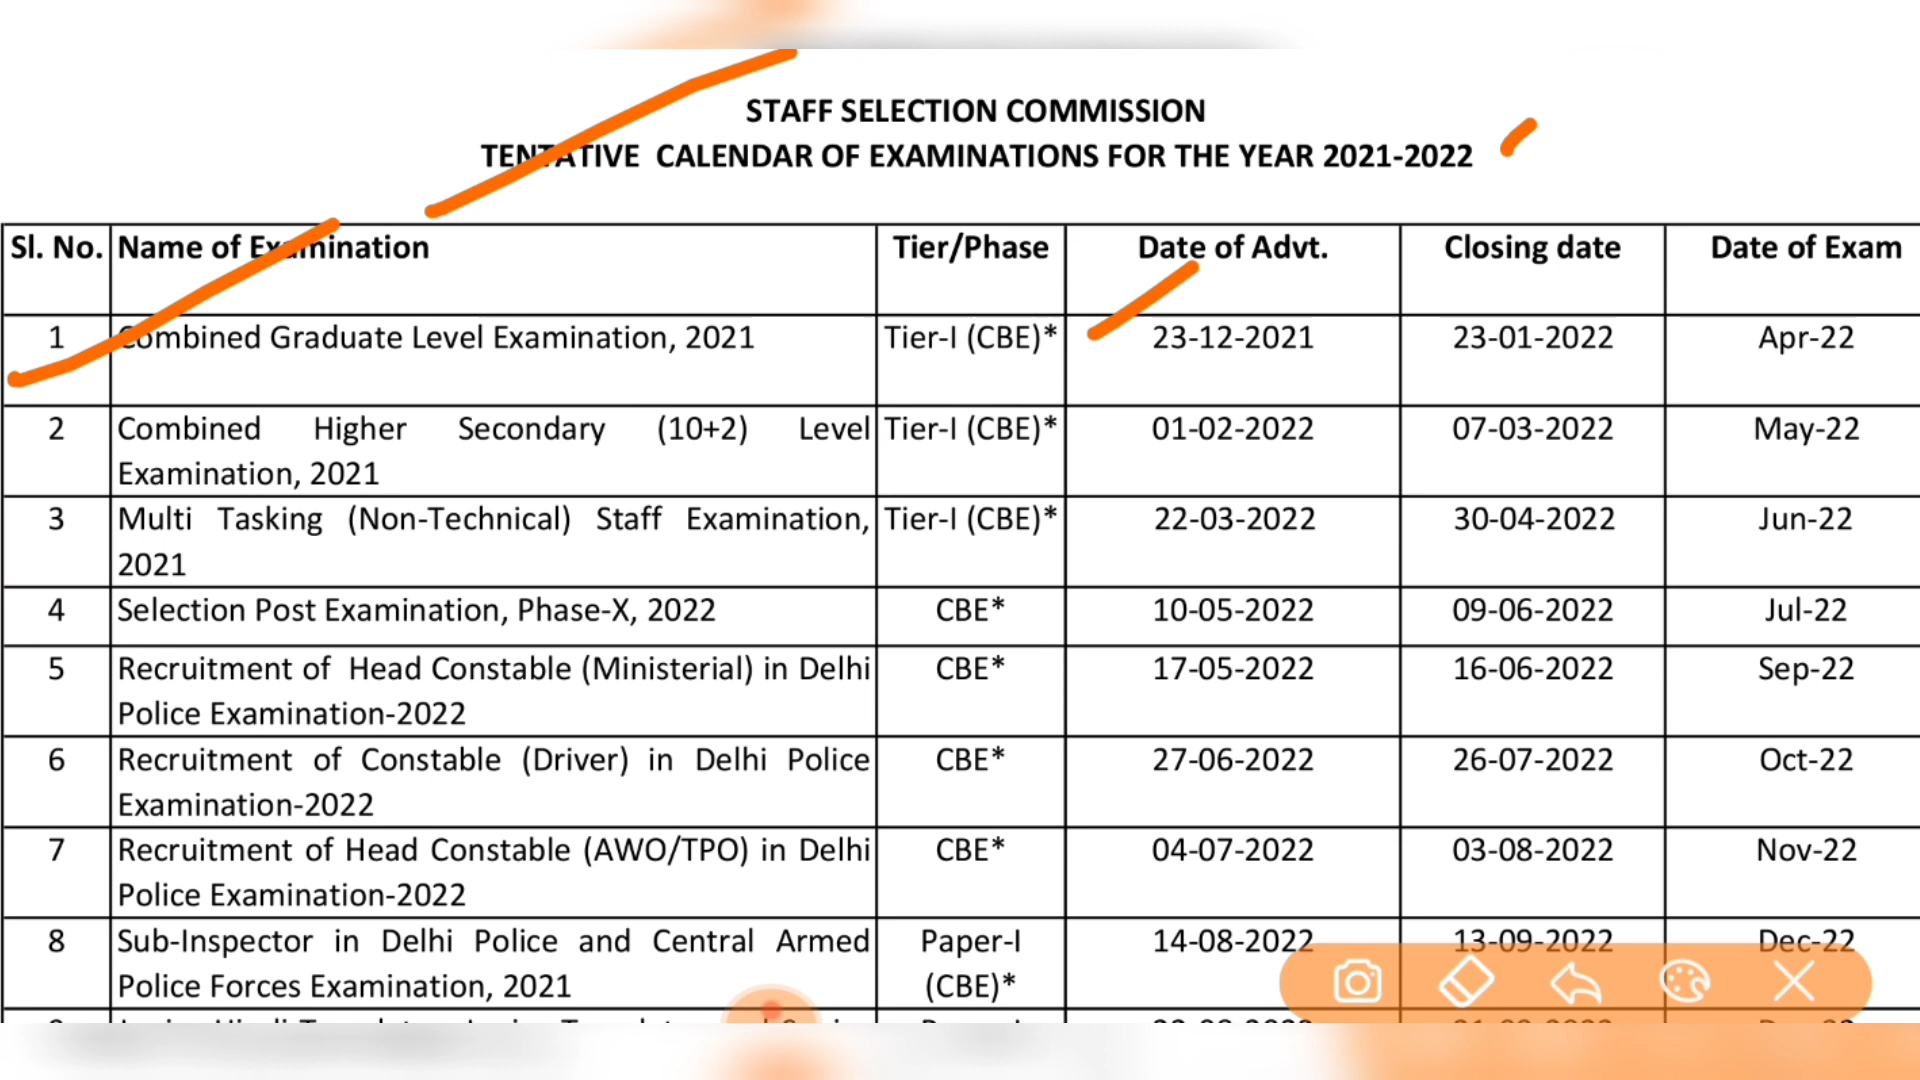 STAFF SELECTION COMMISSION
TENTATIVE CALENDAR OF EXAMINATIONS FOR THE YEAR 2021-2022
Sl. No. Name of Examination Tier/Phase Date of Advt. Closing date Date of Exam
1 Combined Graduate Level Examination, 2021 Tier-I (CBE)* 23-12-2021 23-01-2022 Apr-22
2 Combined Higher Secondary (10+2) Level Tier-I (CBE)* 01-02-2022 07-03-2022 May-22
Examination, 2021
3 Multi Tasking (Non-Technical) Staff Examination, Tier-I (CBE)* 22-03-2022 30-04-2022 Jun-22
2021
4 Selection Post Examination, Phase-X, 2022 CBE* 10-05-2022 09-06-2022 Jul-22
5 Recruitment of Head Constable (Ministerial) in Delhi CBE* 17-05-2022 16-06-2022 Sep-22
Police Examination-2022
6 Recruitment of Constable (Driver) in Delhi Police CBE* 27-06-2022 26-07-2022 Oct-22
Examination-2022
7 Recruitment of Head Constable (AWO/TPO) in Delhi CBE* 04-07-2022 03-08-2022 Nov-22
Police Examination-2022
8 Sub-Inspector in Delhi Police and Central Armed Paper-I 14-08-2022 13-09-2022 Dec-22
Police Forces Examination, 2021 (CBE)*